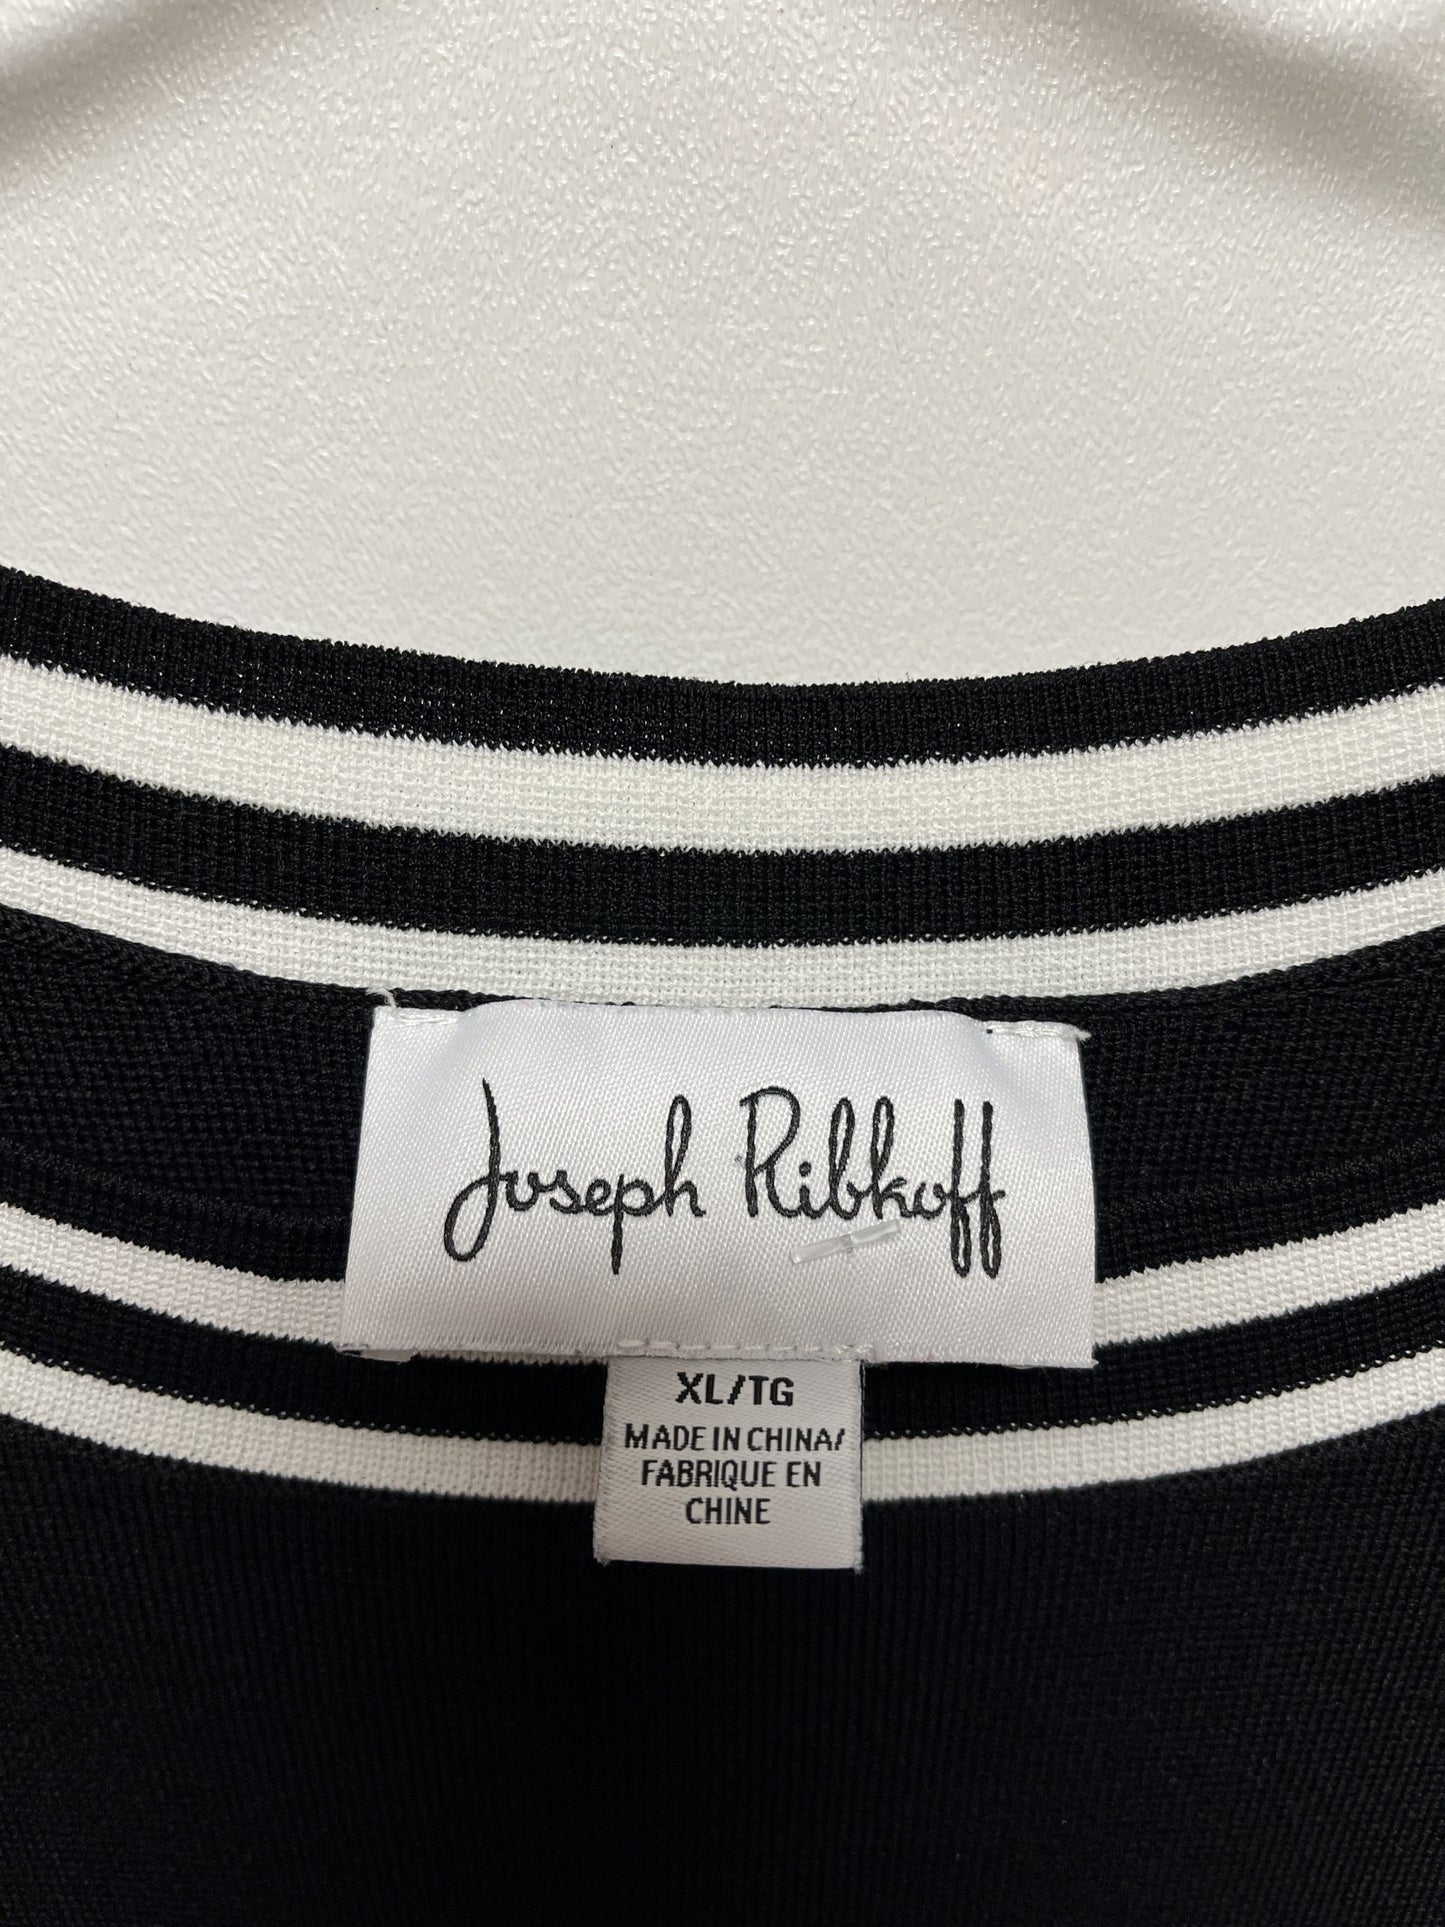 Joseph Ribkoff
XL/TG
MADE IN CHINA/
FABRIQUE EN
CHINE